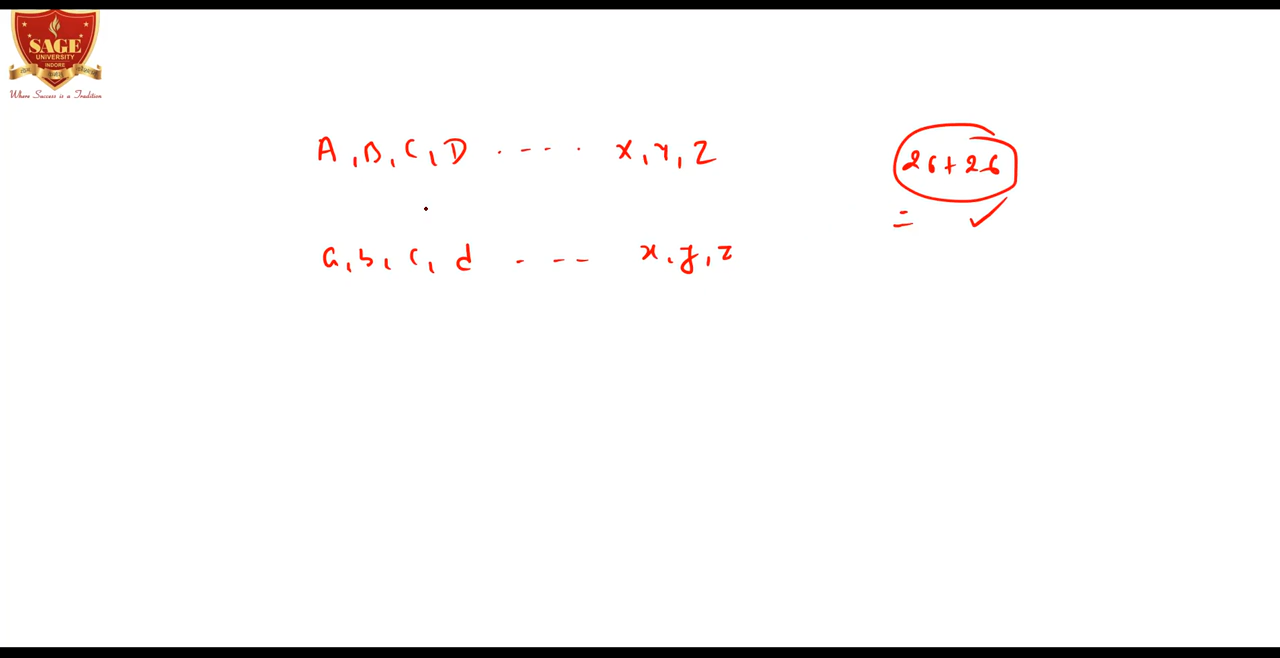 SAGE
UNIVERSITY
INDORE
Where Success is a Tradition
A, B, C, D . - - - . X, Y, Z
26 + 26
=
a, b, c, d - - - x, y, z